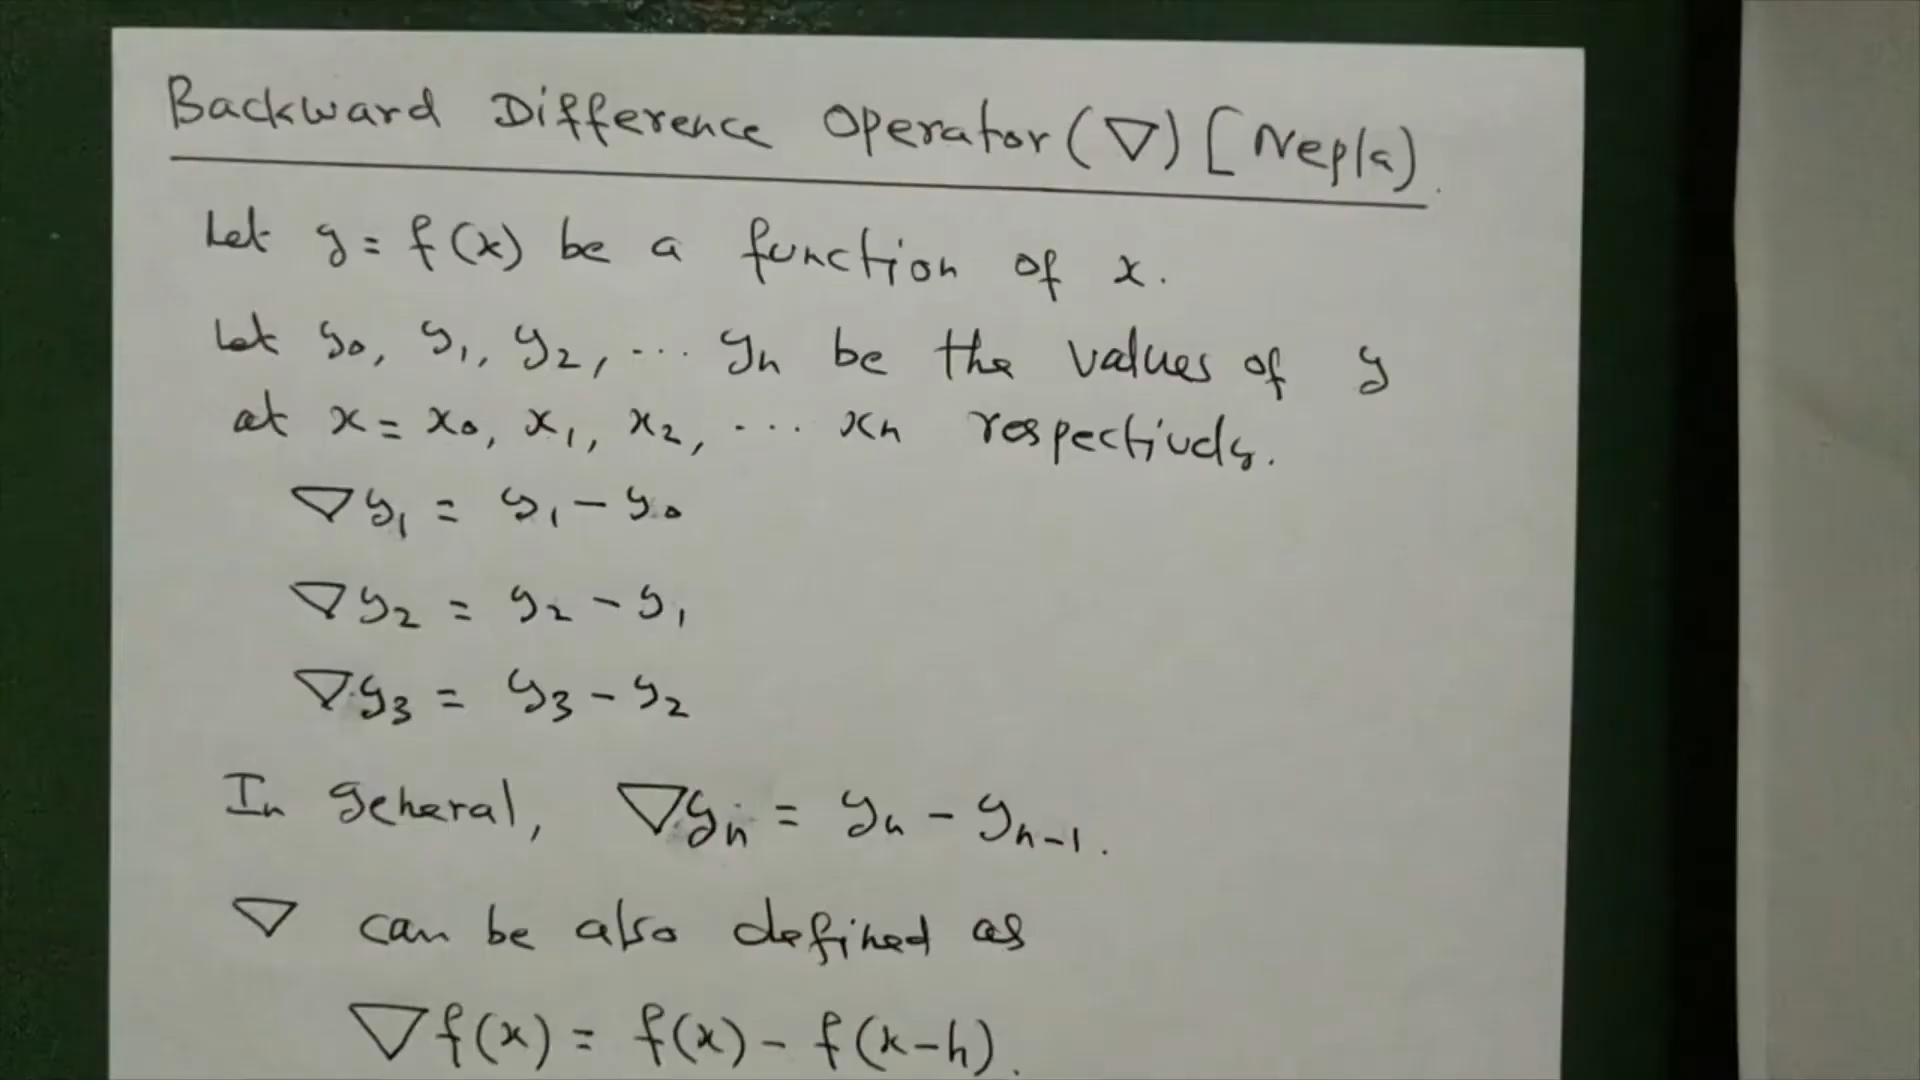 Backward Difference Operator (∇) [Nepla)
Let y = f(x) be a function of x.
Let y₀, y₁, y₂, ... yₙ be the values of y
at x = x₀, x₁, x₂, ... xₙ respectively.
∇y₁ = y₁ - y₀
∇y₂ = y₂ - y₁
∇y₃ = y₃ - y₂
In general, ∇yₙ = yₙ - yₙ₋₁.
∇ can be also defined as
∇f(x) = f(x) - f(x-h).